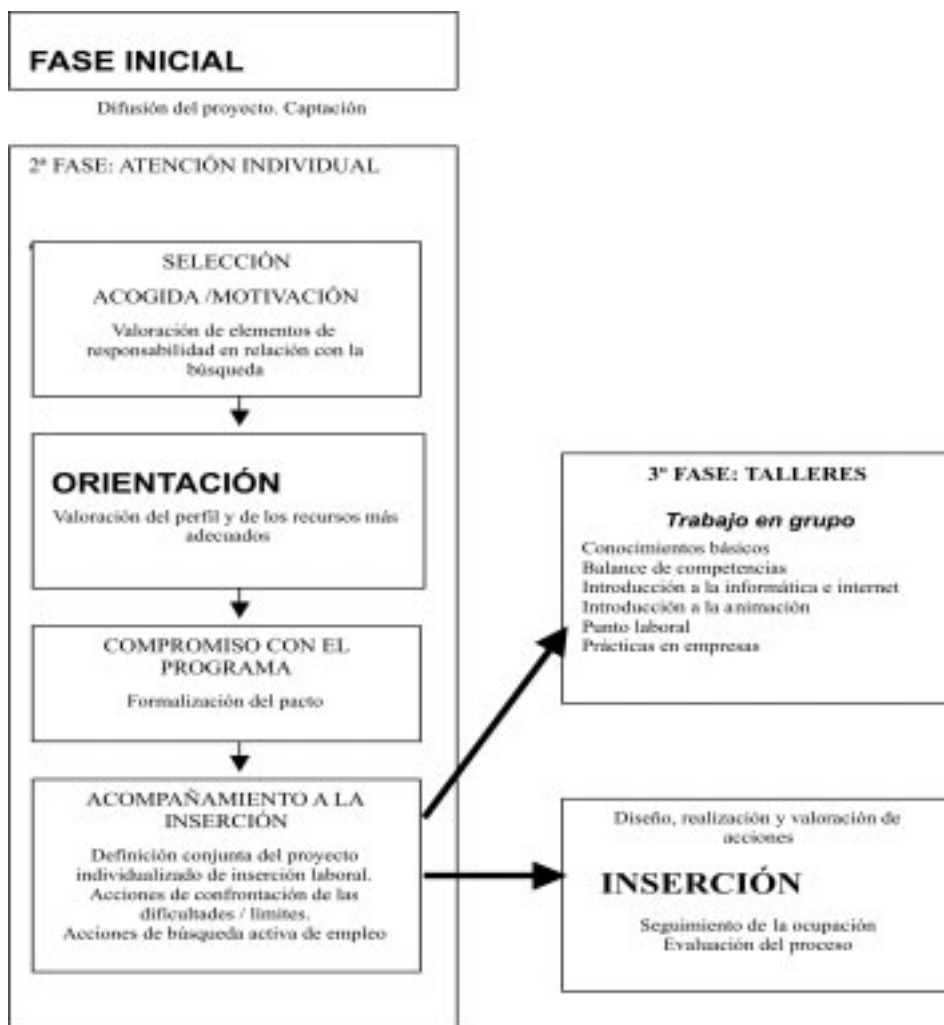 FASE INICIAL
Difusión del proyecto. Captación
2ª FASE: ATENCIÓN INDIVIDUAL
SELECCIÓN
ACOGIDA /MOTIVACIÓN
Valoración de elementos de
responsabilidad en relación con la
búsqueda
ORIENTACIÓN
Valoración del perfil y de los recursos más
adecuados
COMPROMISO CON EL
PROGRAMA
Formalización del pacto
ACOMPAÑAMIENTO A LA
INSERCIÓN
Definición conjunta del proyecto
individualizado de inserción laboral.
Acciones de confrontación de las
dificultades / límites.
Acciones de búsqueda activa de empleo
3º FASE: TALLERES
Trabajo en grupo
Conocimientos básicos
Balance de competencias
Introducción a la informática e internet
Introducción a la animación
Punto laboral
Prácticas en empresas
Diseño, realización y valoración de
acciones
INSERCIÓN
Seguimiento de la ocupación
Evaluación del proceso